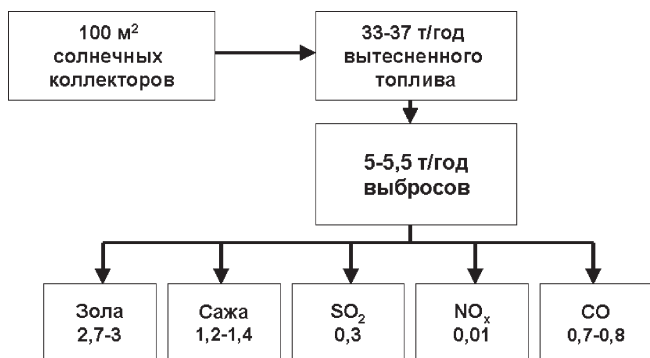 100 м²
солнечных
коллекторов
33-37 т/год
вытесненного
топлива
5-5,5 т/год
выбросов
Зола
2,7-3
Сажа
1,2-1,4
SO₂
0,3
NOₓ
0,01
CO
0,7-0,8